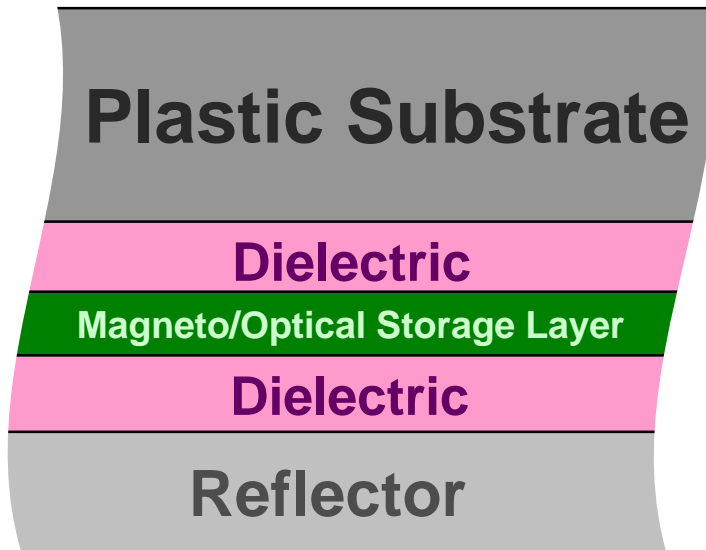 Plastic Substrate
Dielectric
Magneto/Optical Storage Layer
Dielectric
Reflector